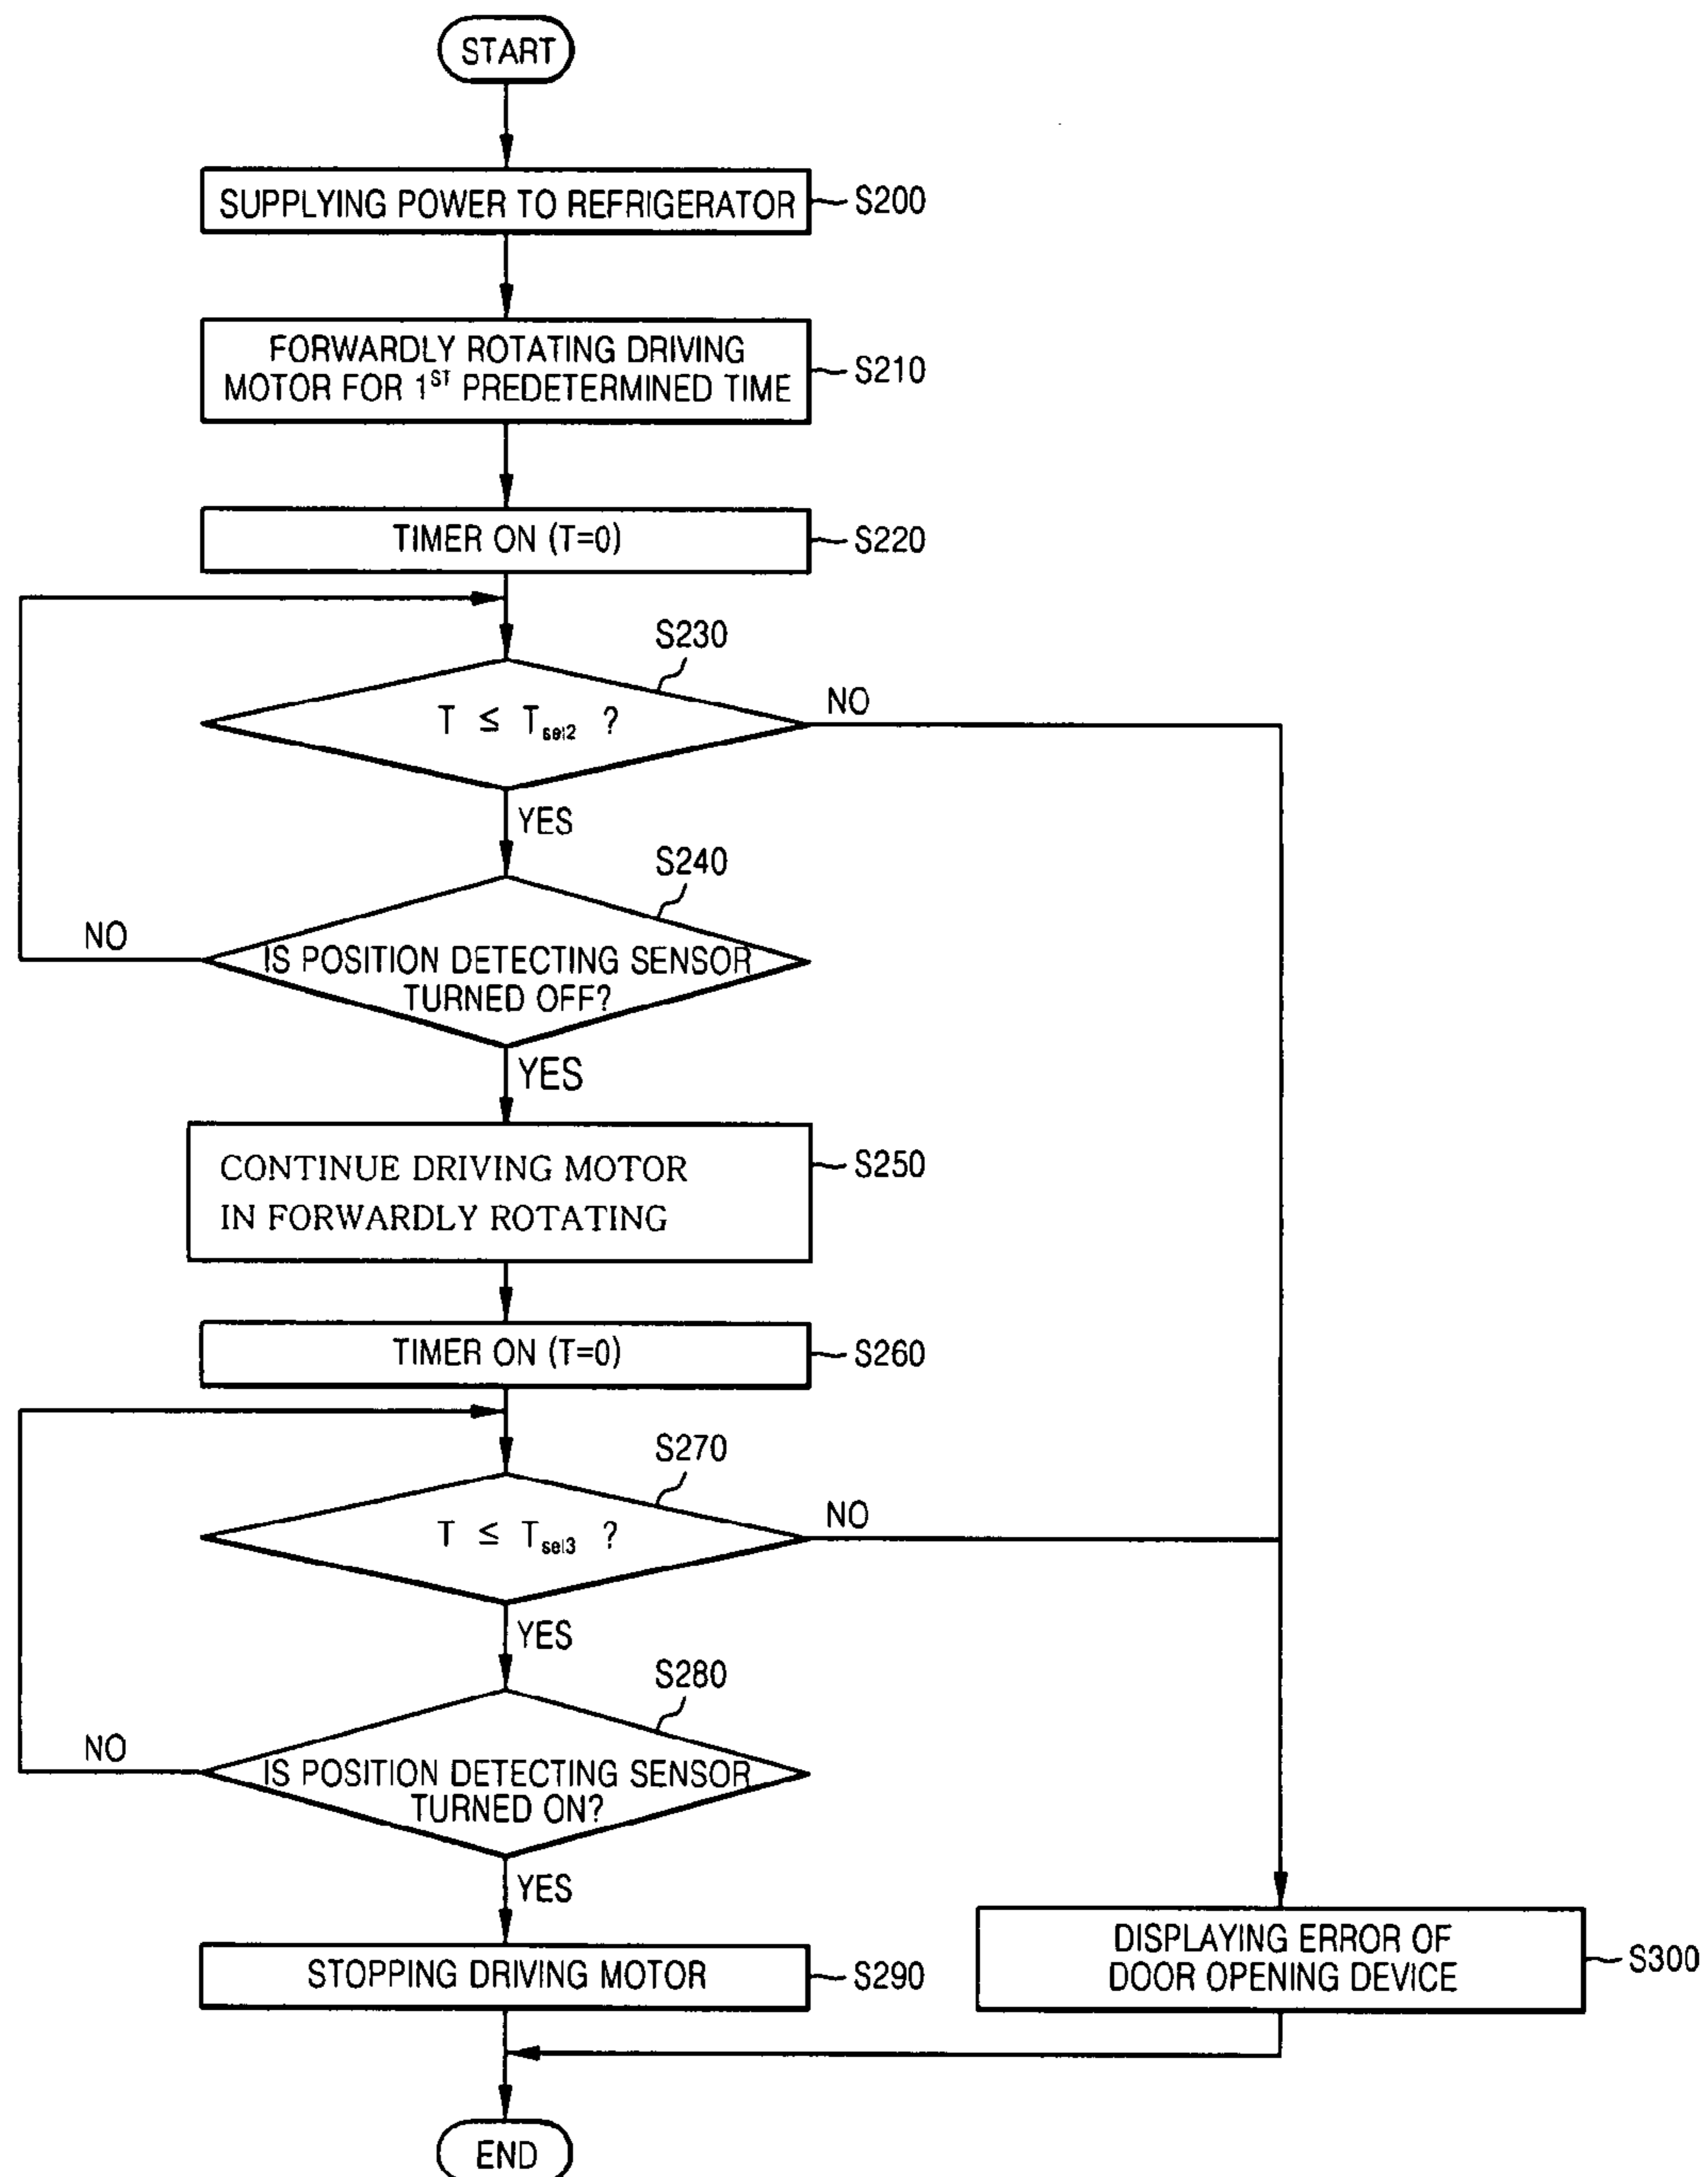 START
SUPPLYING POWER TO REFRIGERATOR
S200
FORWARDLY ROTATING DRIVING
MOTOR FOR 1ST PREDETERMINED TIME
S210
TIMER ON (T=0)
S220
S230
T ≤ Tset2 ?
NO
YES
S240
NO
IS POSITION DETECTING SENSOR
TURNED OFF?
YES
CONTINUE DRIVING MOTOR
IN FORWARDLY ROTATING
S250
TIMER ON (T=0)
S260
S270
T ≤ Tset3 ?
NO
YES
S280
NO
IS POSITION DETECTING SENSOR
TURNED ON?
YES
STOPPING DRIVING MOTOR
S290
DISPLAYING ERROR OF
DOOR OPENING DEVICE
S300
END